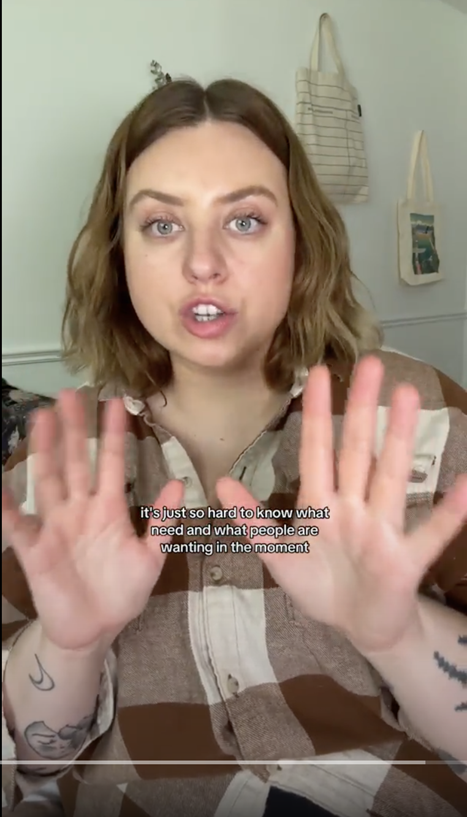 it's just so hard to know what
need and what people are
wanting in the moment